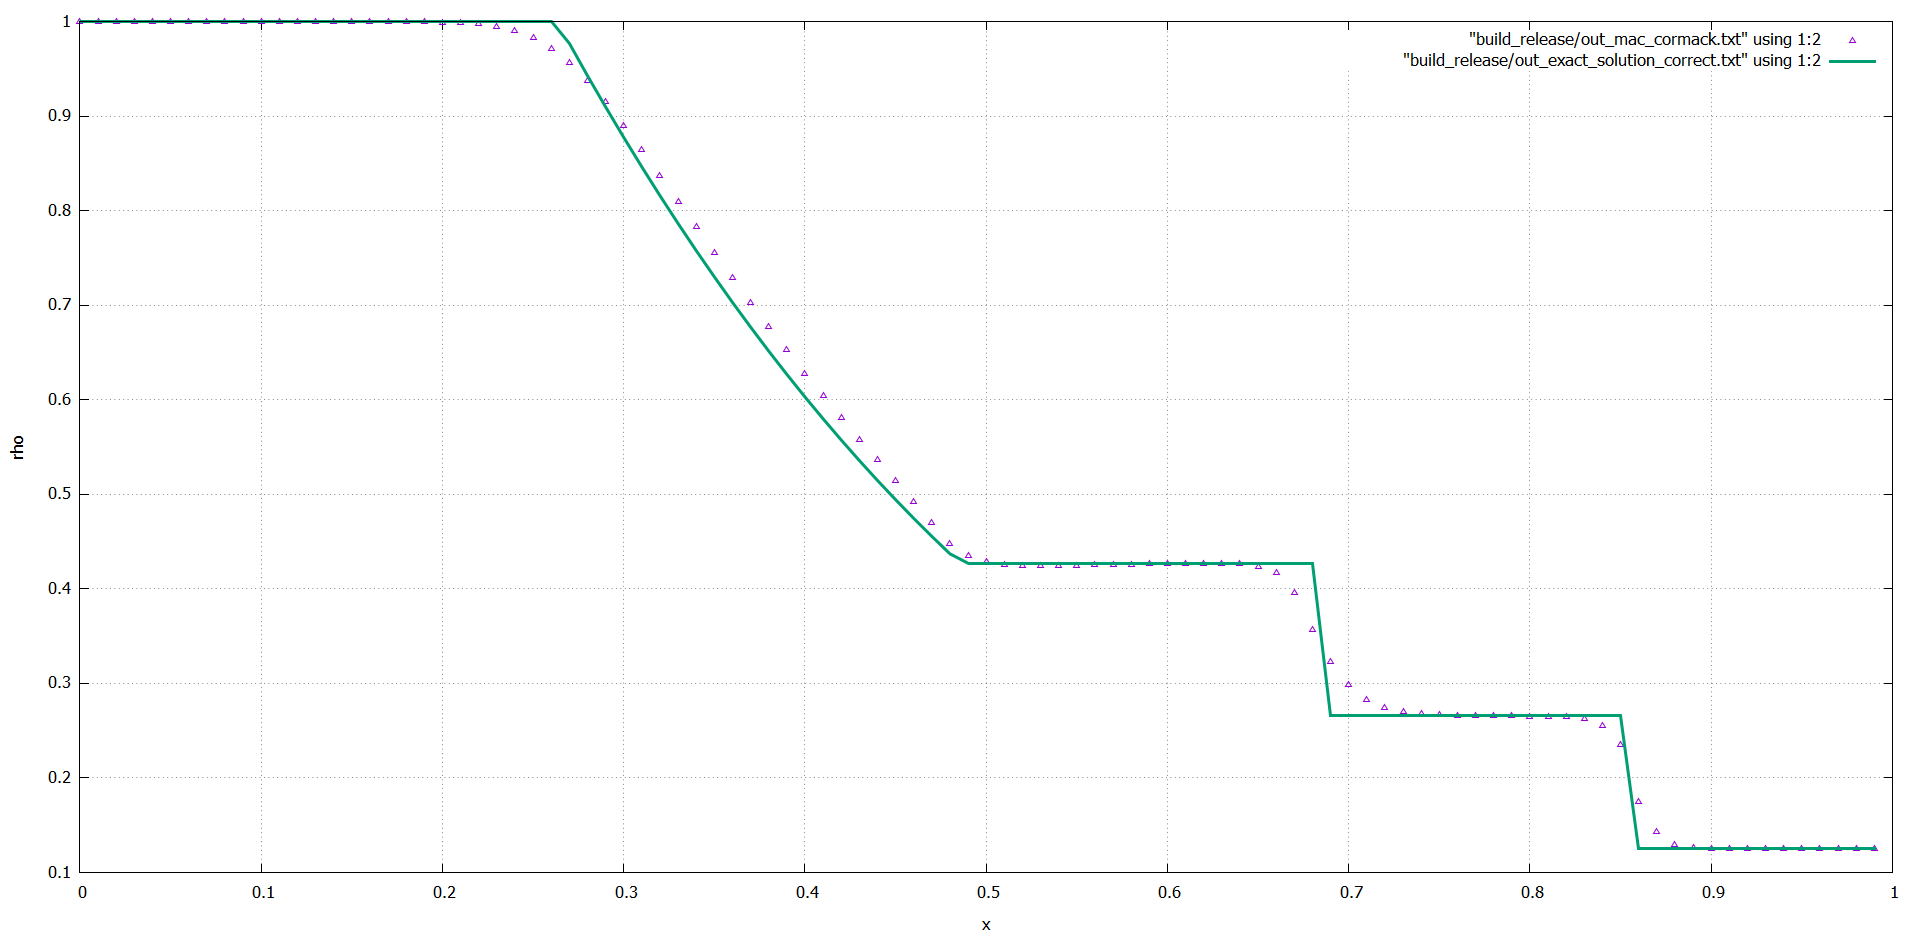 "build_release/out_mac_cormack.txt" using 1:2
"build_release/out_exact_solution_correct.txt" using 1:2
1
0.9
0.8
0.7
0.6
0.5
0.4
0.3
0.2
0.1
rho
0 0.1 0.2 0.3 0.4 0.5 0.6 0.7 0.8 0.9 1
x